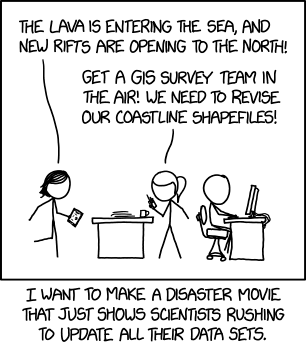 THE LAVA IS ENTERING THE SEA, AND
NEW RIFTS ARE OPENING TO THE NORTH!
GET A GIS SURVEY TEAM IN
THE AIR! WE NEED TO REVISE
OUR COASTLINE SHAPEFILES!
I WANT TO MAKE A DISASTER MOVIE
THAT JUST SHOWS SCIENTISTS RUSHING
TO UPDATE ALL THEIR DATA SETS.